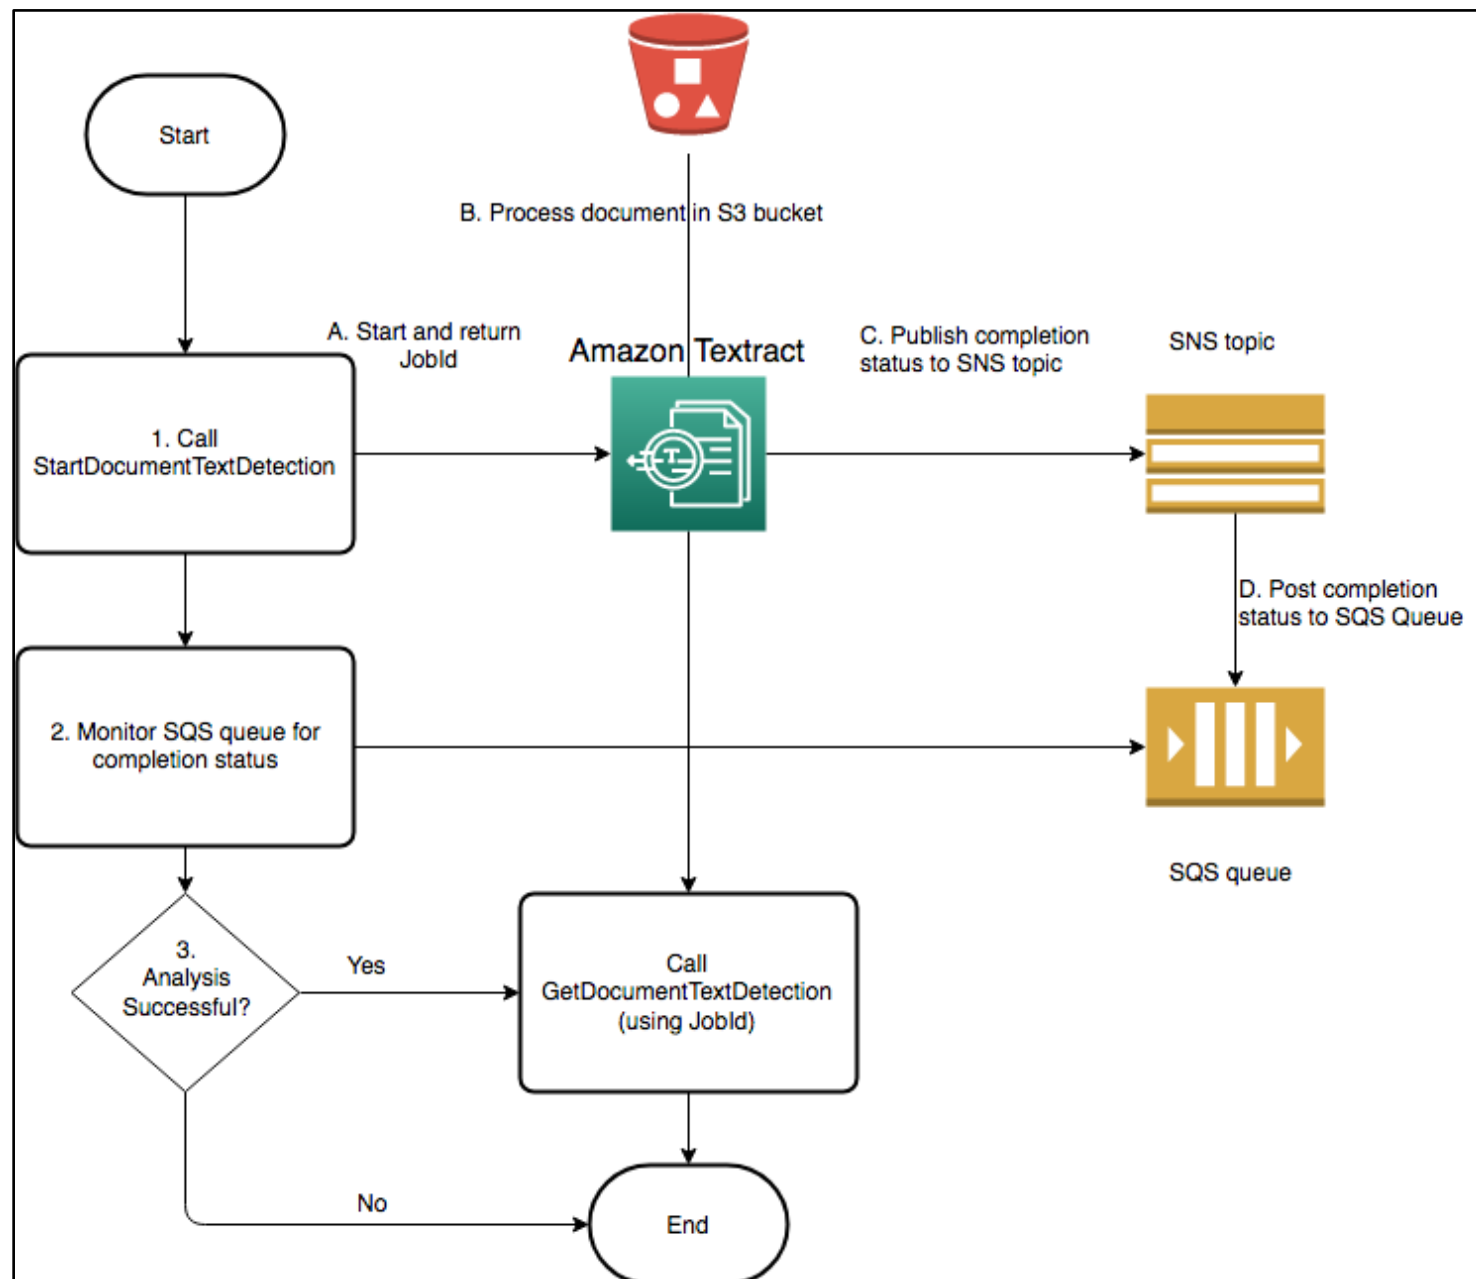 Start
B. Process document in S3 bucket
A. Start and return
JobId
Amazon Textract
C. Publish completion
status to SNS topic
SNS topic
1. Call
StartDocumentTextDetection
T
D. Post completion
status to SQS Queue
2. Monitor SQS queue for
completion status
SQS queue
3.
Analysis
Successful?
Yes
Call
GetDocumentTextDetection
(using JobId)
No
End